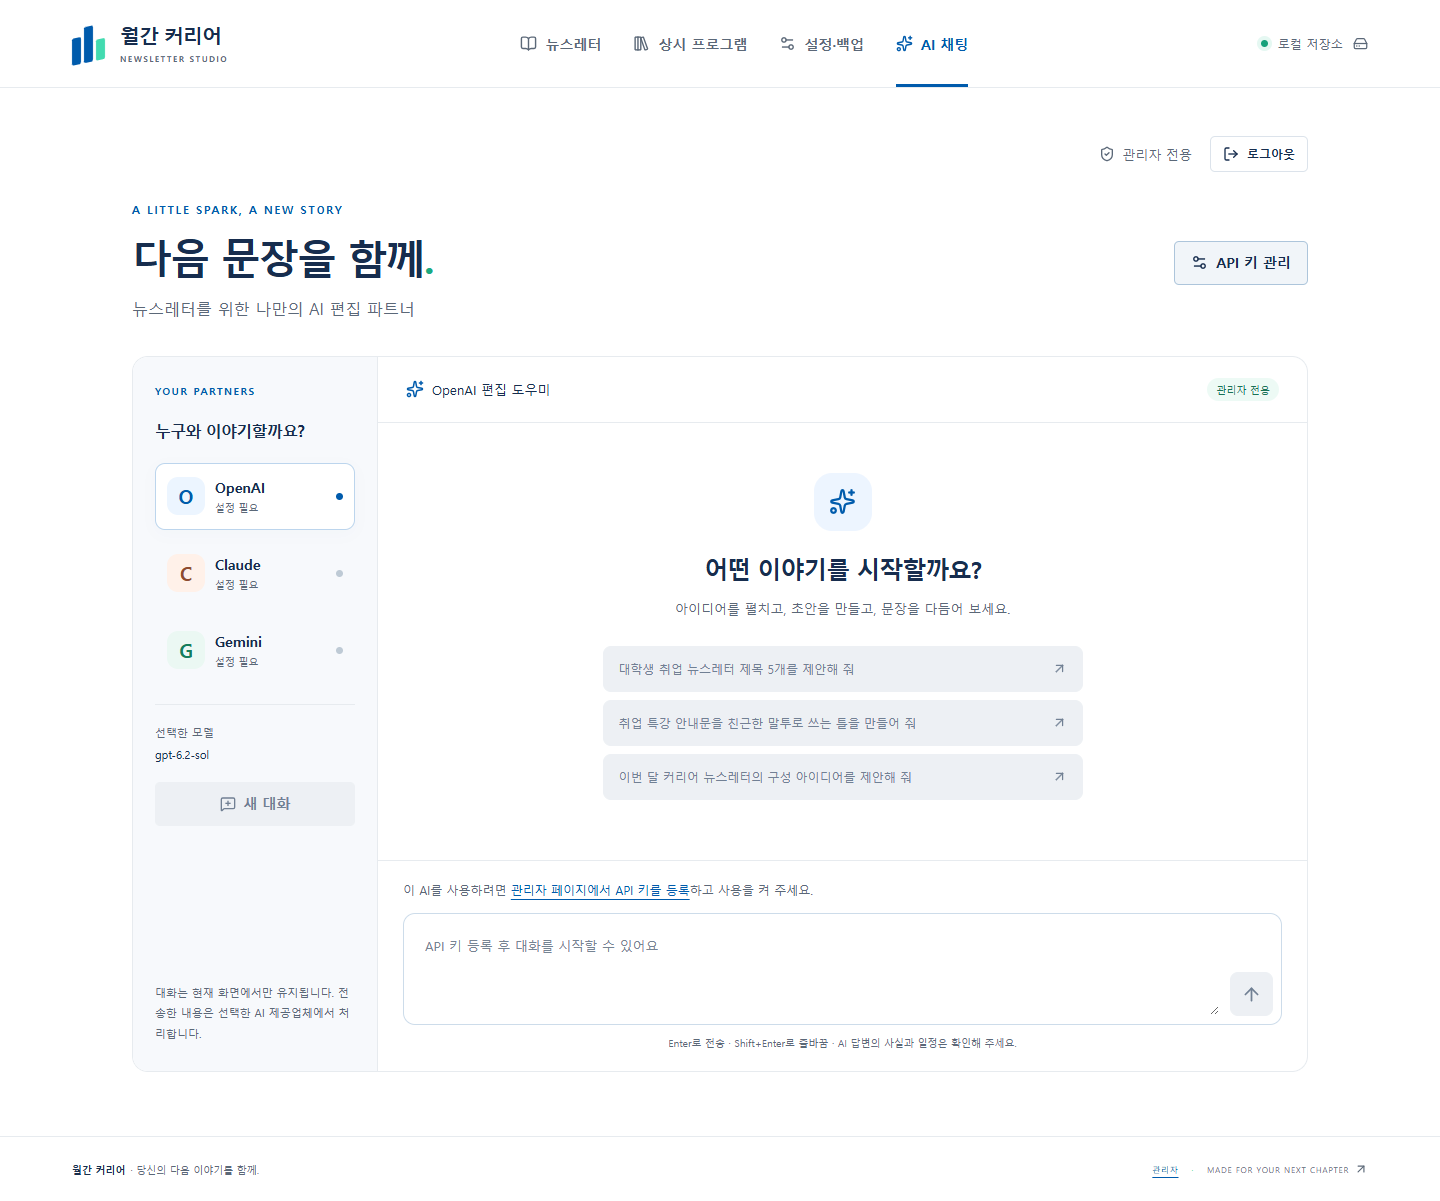 월간 커리어
NEWSLETTER STUDIO
뉴스레터
상시 프로그램
설정·백업
AI 채팅
로컬 저장소
관리자 전용
로그아웃
A LITTLE SPARK, A NEW STORY
다음 문장을 함께.
API 키 관리
뉴스레터를 위한 나만의 AI 편집 파트너
YOUR PARTNERS
누구와 이야기할까요?
O
OpenAI
설정 필요
C
Claude
설정 필요
G
Gemini
설정 필요
선택한 모델
gpt-6.2-sol
새 대화
대화는 현재 화면에서만 유지됩니다. 전
송한 내용은 선택한 AI 제공업체에서 처
리합니다.
OpenAI 편집 도우미
관리자 전용
어떤 이야기를 시작할까요?
아이디어를 펼치고, 초안을 만들고, 문장을 다듬어 보세요.
대학생 취업 뉴스레터 제목 5개를 제안해 줘
취업 특강 안내문을 친근한 말투로 쓰는 틀을 만들어 줘
이번 달 커리어 뉴스레터의 구성 아이디어를 제안해 줘
이 AI를 사용하려면 관리자 페이지에서 API 키를 등록하고 사용을 켜 주세요.
API 키 등록 후 대화를 시작할 수 있어요
Enter로 전송 · Shift+Enter로 줄바꿈 · AI 답변의 사실과 일정은 확인해 주세요.
월간 커리어 · 당신의 다음 이야기를 함께.
관리자 · MADE FOR YOUR NEXT CHAPTER